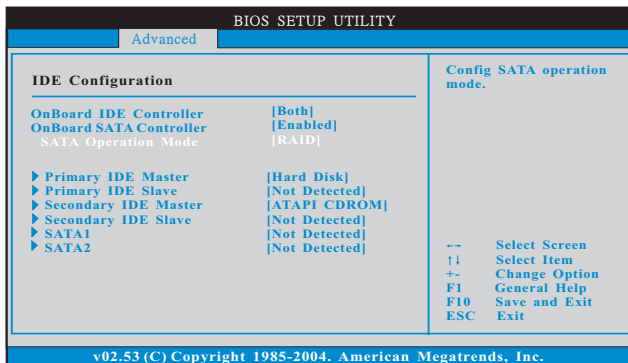 BIOS SETUP UTILITY
Advanced
IDE Configuration
OnBoard IDE Controller [Both]
OnBoard SATA Controller [Enabled]
SATA Operation Mode [RAID]
Primary IDE Master [Hard Disk]
Primary IDE Slave [Not Detected]
Secondary IDE Master [ATAPI CDROM]
Secondary IDE Slave [Not Detected]
SATA1 [Not Detected]
SATA2 [Not Detected]
Config SATA operation
mode.
←→ Select Screen
↑↓ Select Item
+- Change Option
F1 General Help
F10 Save and Exit
ESC Exit
v02.53 (C) Copyright 1985-2004. American Megatrends, Inc.